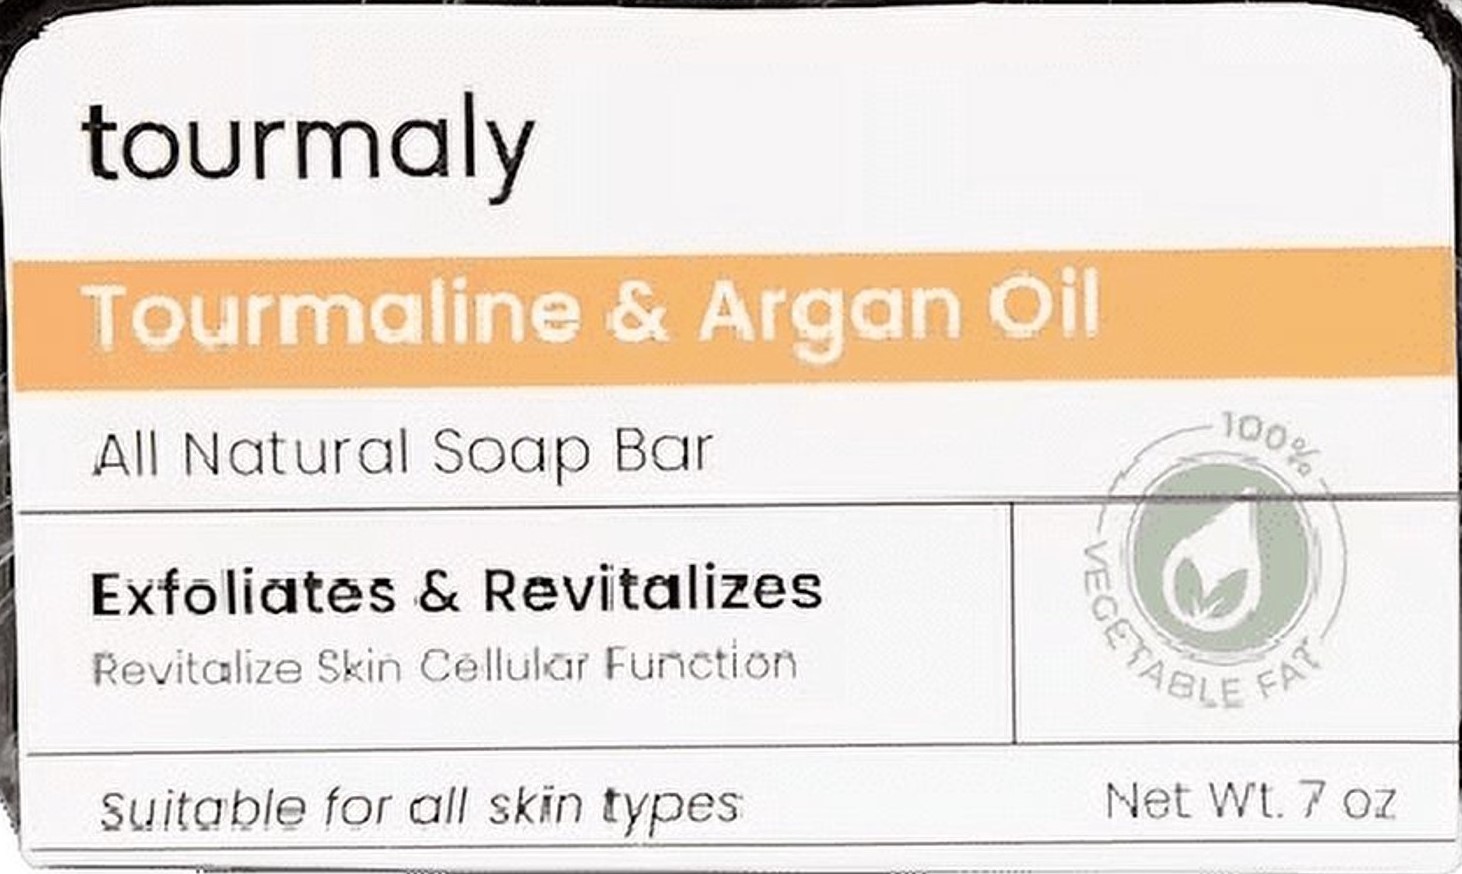 tourmaly
Tourmaline & Argan Oil
All Natural Soap Bar
100%
VEGETABLE FAT
Exfoliates & Revitalizes
Revitalize Skin Cellular Function
Suitable for all skin types
Net Wt. 7 oz